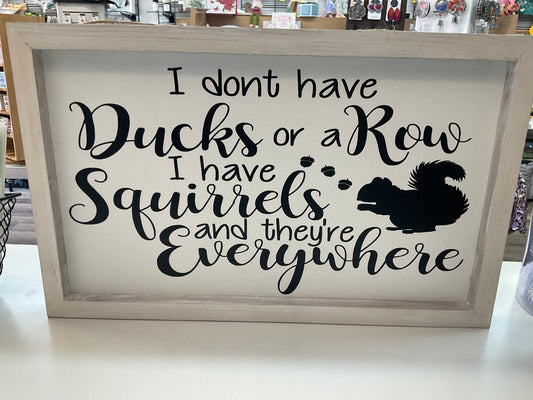 I dont have
Ducks or a Row
I have
Squirrels
and they're
Everywhere